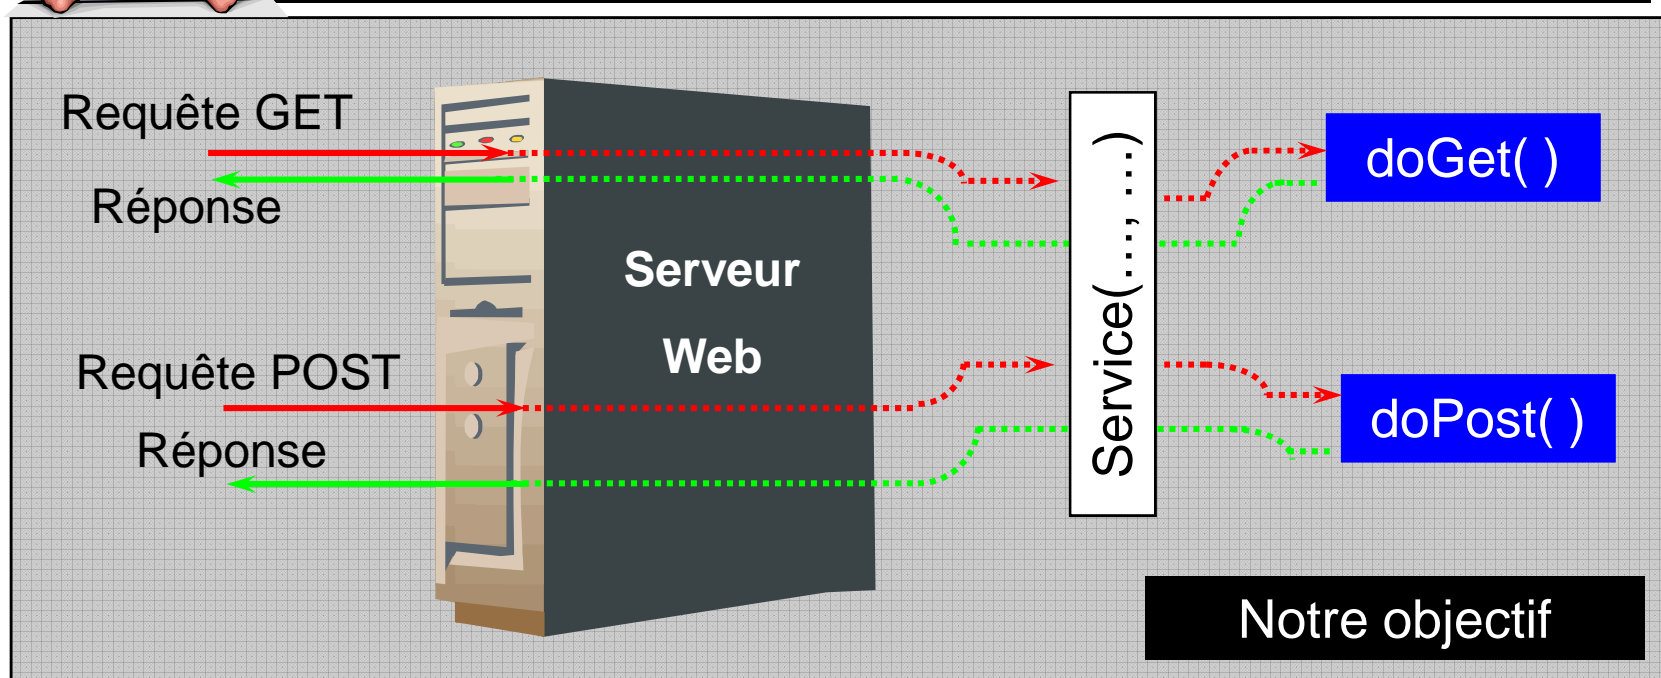 Requête GET
Réponse
Requête POST
Réponse
Serveur
Web
Service(…, …)
doGet( )
doPost( )
Notre objectif